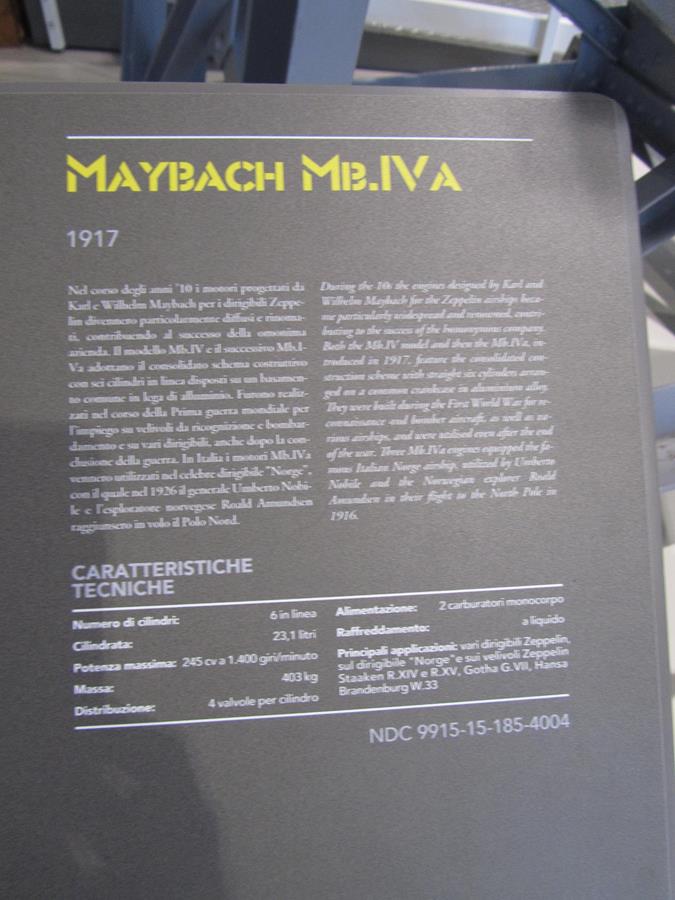 MAYBACH MB.IVA
1917
Nel corso degli anni '10 i motori progettati da
Karl e Wilhelm Maybach per i dirigibili Zeppe-
lin divennero particolarmente diffusi e rinoma-
ti, contribuendo al successo della omonima
azienda. Il modello Mb.IV e il successivo Mb.I-
Va adottano il consolidato schema costruttivo
con sei cilindri in linea disposti su un basamen-
to comune in lega di alluminio. Furono realiz-
zati nel corso della Prima guerra mondiale per
l'impiego su velivoli da ricognizione e bombar-
damento e su vari dirigibili, anche dopo la con-
clusione della guerra. In Italia i motori Mb.IVa
vennero utilizzati nel celebre dirigibile "Norge",
con il quale nel 1926 il generale Umberto Nobi-
le e l'esploratore norvegese Roald Amundsen
raggiunsero in volo il Polo Nord.
During the 10s the engines designed by Karl and
Wilhelm Maybach for the Zeppelin airships beca-
me particularly widespread and renowned, contri-
buting to the success of the homonymous company.
Both the Mb.IV model and then the Mb.IVa, in-
troduced in 1917, feature the consolidated con-
struction scheme with straight six cylinders arran-
ged on a common crankcase in aluminium alloy.
They were built during the First World War for re-
connaissance and bomber aircraft, as well as va-
rious airships, and were utilised even after the end
of the war. Three Mb.IVa engines equipped the fa-
mous Italian Norge airship, utilized by Umberto
Nobile and the Norwegian explorer Roald
Amundsen in their flight to the North Pole in
1916.
CARATTERISTICHE
TECNICHE
Numero di cilindri: 6 in linea
Cilindrata: 23,1 litri
Potenza massima: 245 cv a 1.400 giri/minuto
Massa: 403 kg
Distribuzione: 4 valvole per cilindro
Alimentazione: 2 carburatori monocorpo
Raffreddamento: a liquido
Principali applicazioni: vari dirigibili Zeppelin,
sul dirigibile "Norge" e sui velivoli Zeppelin
Staaken R.XIV e R.XV, Gotha G.VII, Hansa
Brandenburg W.33
NDC 9915-15-185-4004